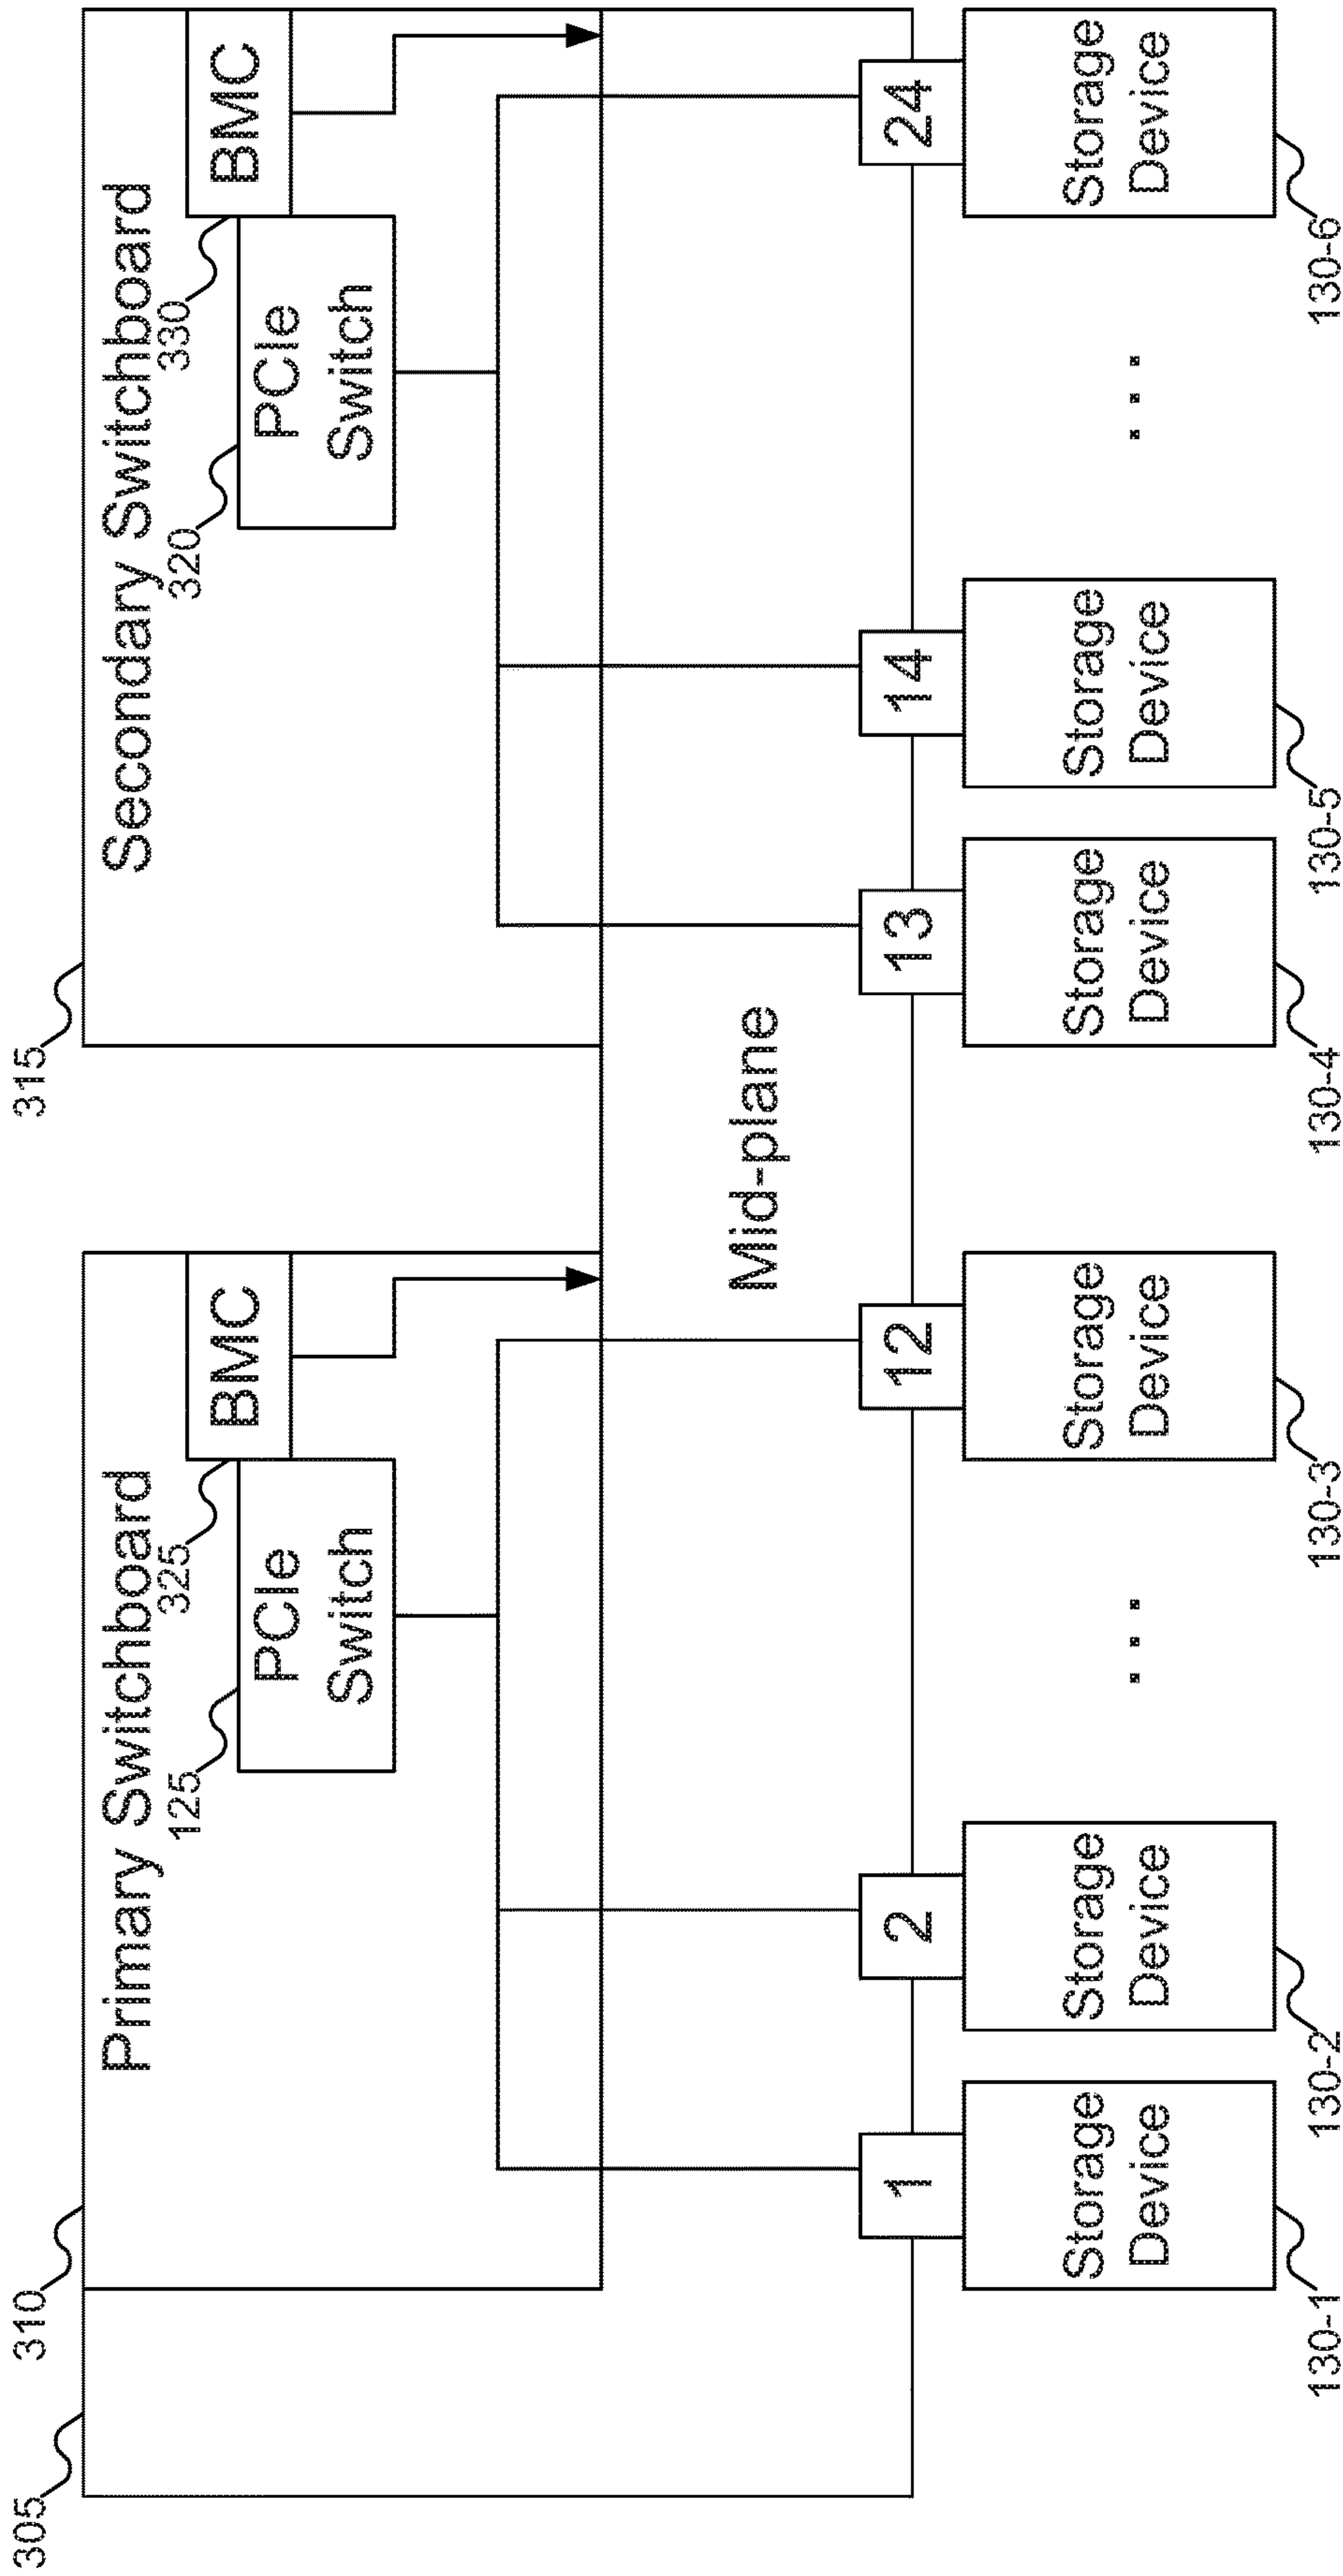 305
310
315
Primary Switchboard
Secondary Switchboard
125
325
320
330
BMC
BMC
PCIe
Switch
PCIe
Switch
Mid-plane
1
2
12
13
14
24
Storage
Device
Storage
Device
Storage
Device
Storage
Device
Storage
Device
Storage
Device
...
...
130-1
130-2
130-3
130-4
130-5
130-6